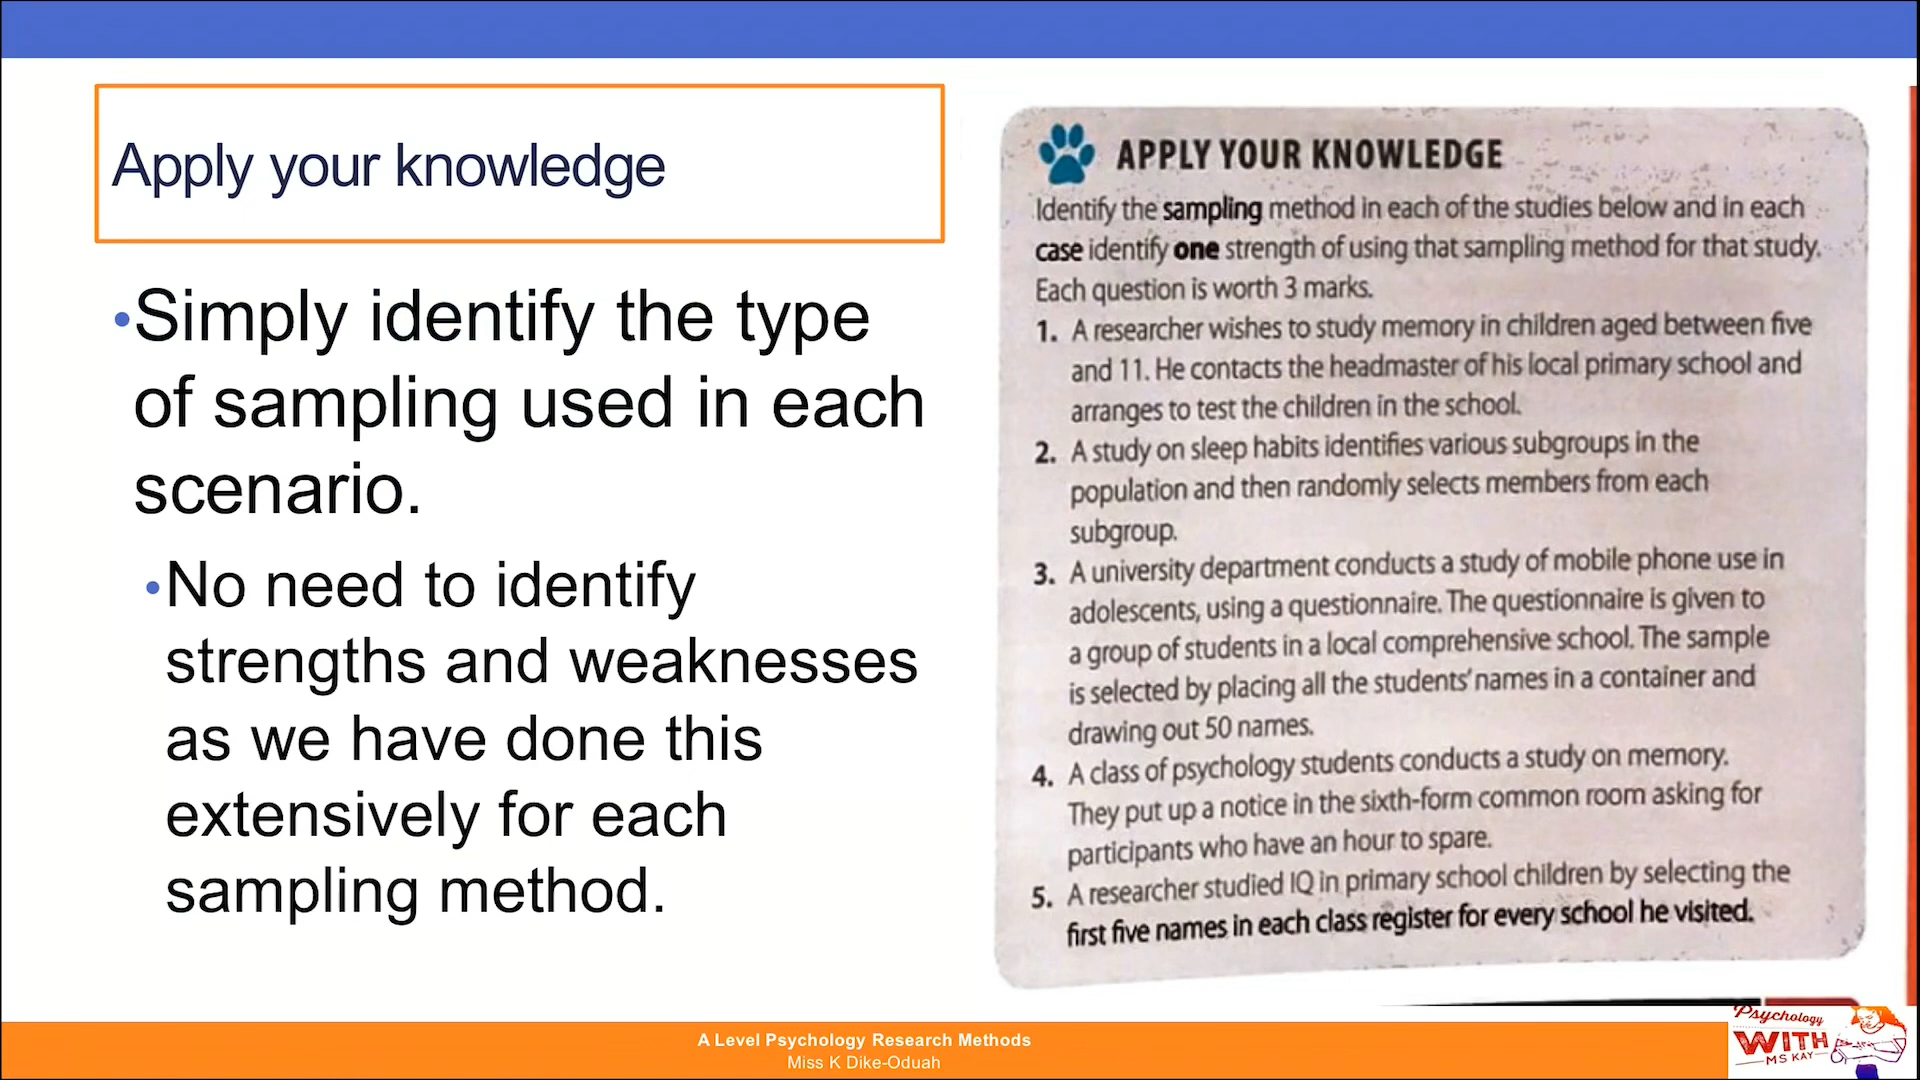 Apply your knowledge
•Simply identify the type
of sampling used in each
scenario.
•No need to identify
strengths and weaknesses
as we have done this
extensively for each
sampling method.
APPLY YOUR KNOWLEDGE
Identify the sampling method in each of the studies below and in each
case identify one strength of using that sampling method for that study.
Each question is worth 3 marks.
1. A researcher wishes to study memory in children aged between five
and 11. He contacts the headmaster of his local primary school and
arranges to test the children in the school.
2. A study on sleep habits identifies various subgroups in the
population and then randomly selects members from each
subgroup.
3. A university department conducts a study of mobile phone use in
adolescents, using a questionnaire. The questionnaire is given to
a group of students in a local comprehensive school. The sample
is selected by placing all the students' names in a container and
drawing out 50 names.
4. A class of psychology students conducts a study on memory.
They put up a notice in the sixth-form common room asking for
participants who have an hour to spare.
5. A researcher studied IQ in primary school children by selecting the
first five names in each class register for every school he visited.
A Level Psychology Research Methods
Miss K Dike-Oduah
Psychology
WITH
MS KAY